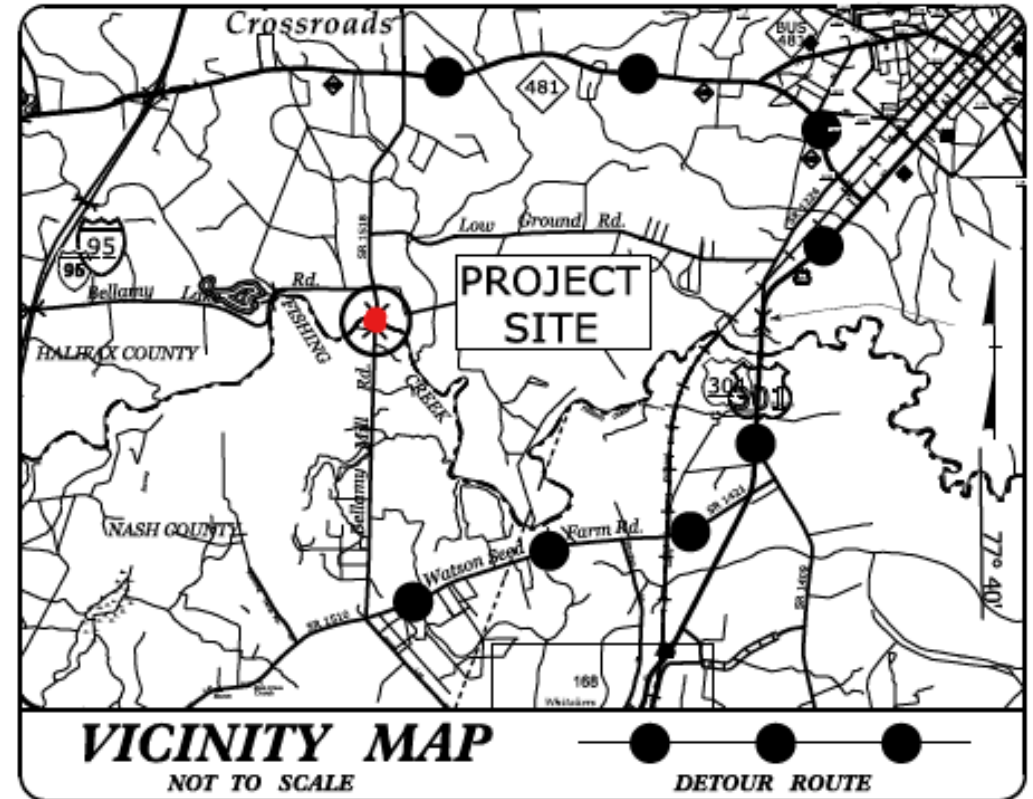 Crossroads
BUS
481
481
SR 1518
Low Ground Rd.
95
95
Bellamy
Rd.
PROJECT
SITE
FISHING
CREEK
HALIFAX COUNTY
301
301
Bellamy Mill Rd.
NASH COUNTY
SR 1421
Farm Rd.
Watson Seed
SR 1510
77° 40'
168
Whitakers
VICINITY MAP
NOT TO SCALE
DETOUR ROUTE